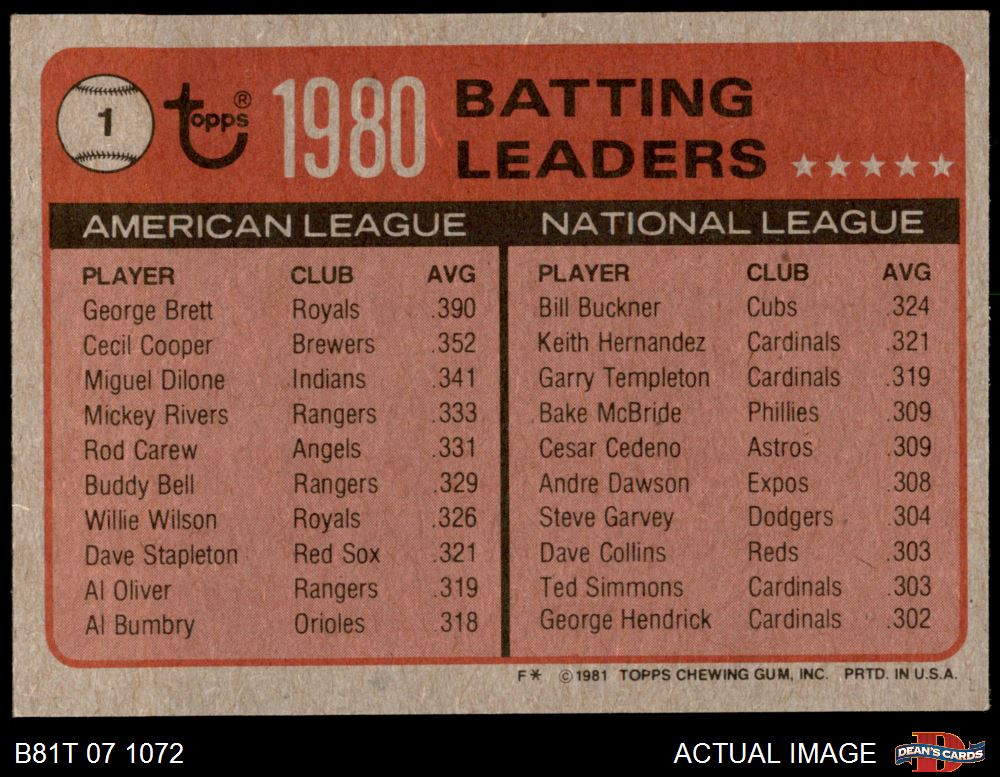 1 Topps ® 1980 BATTING LEADERS
AMERICAN LEAGUE
PLAYER CLUB AVG
George Brett Royals .390
Cecil Cooper Brewers .352
Miguel Dilone Indians .341
Mickey Rivers Rangers .333
Rod Carew Angels .331
Buddy Bell Rangers .329
Willie Wilson Royals .326
Dave Stapleton Red Sox .321
Al Oliver Rangers .319
Al Bumbry Orioles .318
NATIONAL LEAGUE
PLAYER CLUB AVG
Bill Buckner Cubs .324
Keith Hernandez Cardinals .321
Garry Templeton Cardinals .319
Bake McBride Phillies .309
Cesar Cedeno Astros .309
Andre Dawson Expos .308
Steve Garvey Dodgers .304
Dave Collins Reds .303
Ted Simmons Cardinals .303
George Hendrick Cardinals .302
F* ©1981 TOPPS CHEWING GUM, INC. PRTD. IN U.S.A.
B81T 07 1072
ACTUAL IMAGE
D
DEAN'S CARDS